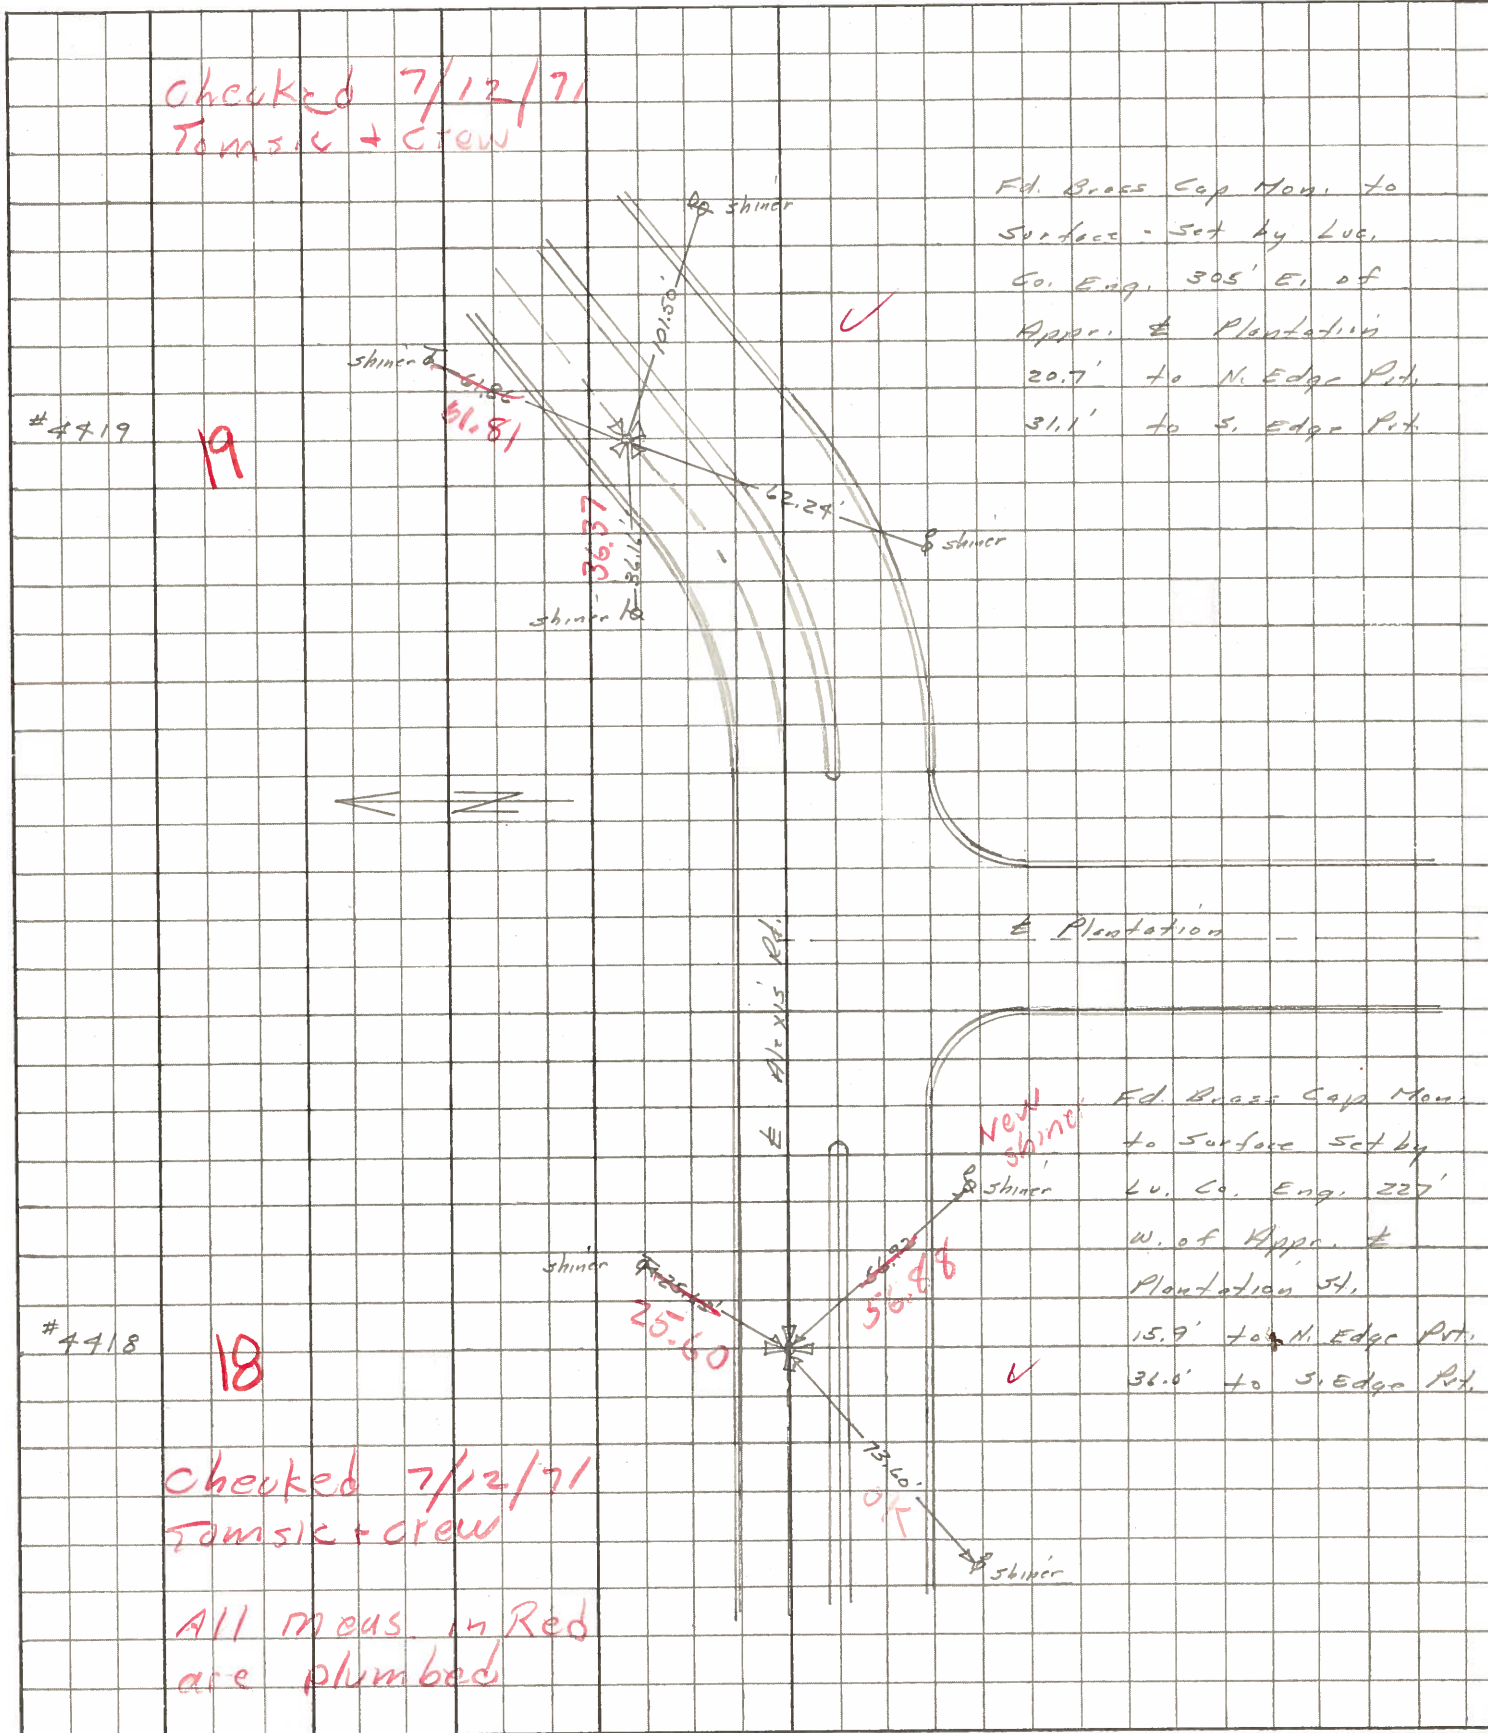 Checked 7/12/71
Tomsic + Crew
shiner
101.50'
shiner
51.81
#4419
19
62.24'
shiner
36.37
36.16'
shiner
Fd. Brass Cap Mon. to
Surface - Set by Luc.
Co. Eng. 305' E. of
Appr. ℄ Plantation
20.7' to N. Edge Pvt.
31.1' to S. Edge Pvt.
N
℄ Plantation
℄ Alexis Rd.
New
shiner
shiner
Fd. Brass Cap Mon.
to Surface Set by
Lu. Co. Eng. 227'
W. of Appr. ℄
Plantation St.
15.9' to N. Edge Pvt.
36.0' to S. Edge Pvt.
shiner
25.60
56.88
#4418
18
73.60'
OK
shiner
Checked 7/12/71
Tomsic + Crew
All meas. in Red
are plumbed